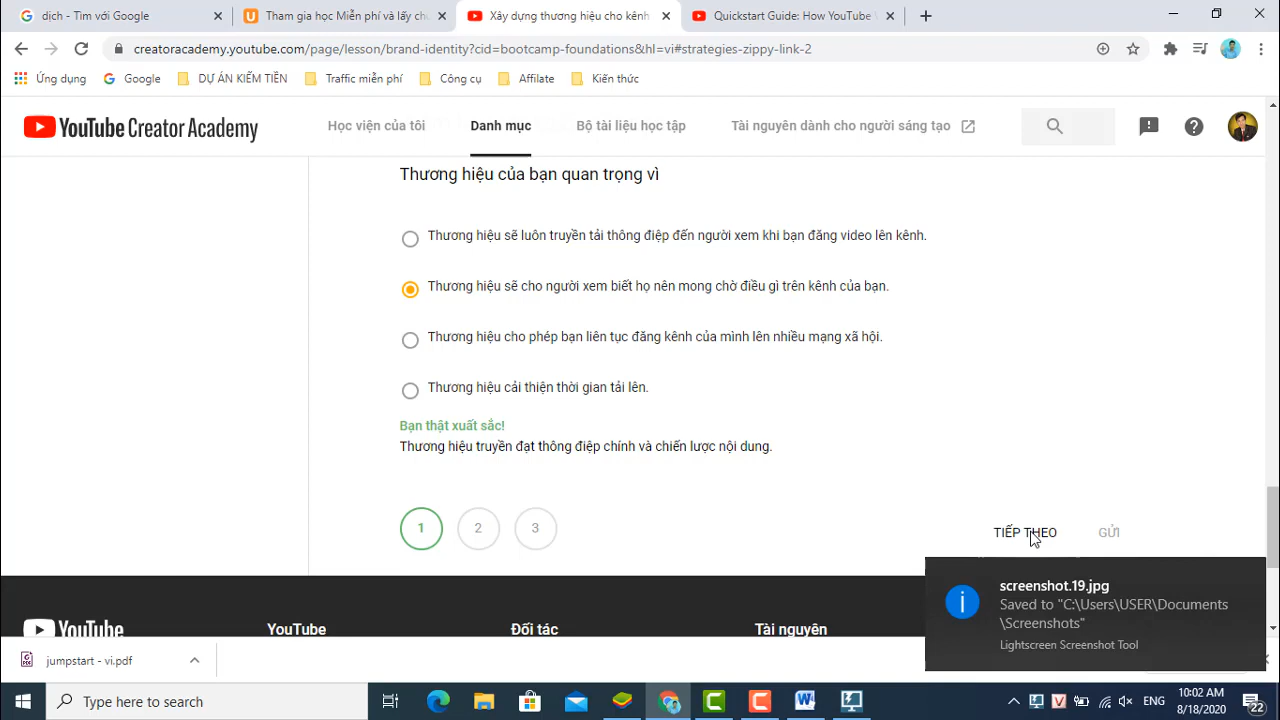 dịch - Tìm với Google
Tham gia học Miễn phí và lấy chứ
Xây dựng thương hiệu cho kênh
Quickstart Guide: How YouTube S
creatoracademy.youtube.com/page/lesson/brand-identity?cid=bootcamp-foundations&hl=vi#strategies-zippy-link-2
Ứng dụng
Google
DỰ ÁN KIẾM TIỀN
Traffic miễn phí
Công cụ
Affilate
Kiến thức
YouTube Creator Academy
Học viện của tôi
Danh mục
Bộ tài liệu học tập
Tài nguyên dành cho người sáng tạo
Thương hiệu của bạn quan trọng vì
Thương hiệu sẽ luôn truyền tải thông điệp đến người xem khi bạn đăng video lên kênh.
Thương hiệu sẽ cho người xem biết họ nên mong chờ điều gì trên kênh của bạn.
Thương hiệu cho phép bạn liên tục đăng kênh của mình lên nhiều mạng xã hội.
Thương hiệu cải thiện thời gian tải lên.
Bạn thật xuất sắc!
Thương hiệu truyền đạt thông điệp chính và chiến lược nội dung.
1
2
3
TIẾP THEO
GỬI
screenshot.19.jpg
Saved to "C:\Users\USER\Documents
\Screenshots"
Lightscreen Screenshot Tool
YouTube
YouTube
Đối tác
Tài nguyên
jumpstart - vi.pdf
Type here to search
ENG
10:02 AM
8/18/2020
22